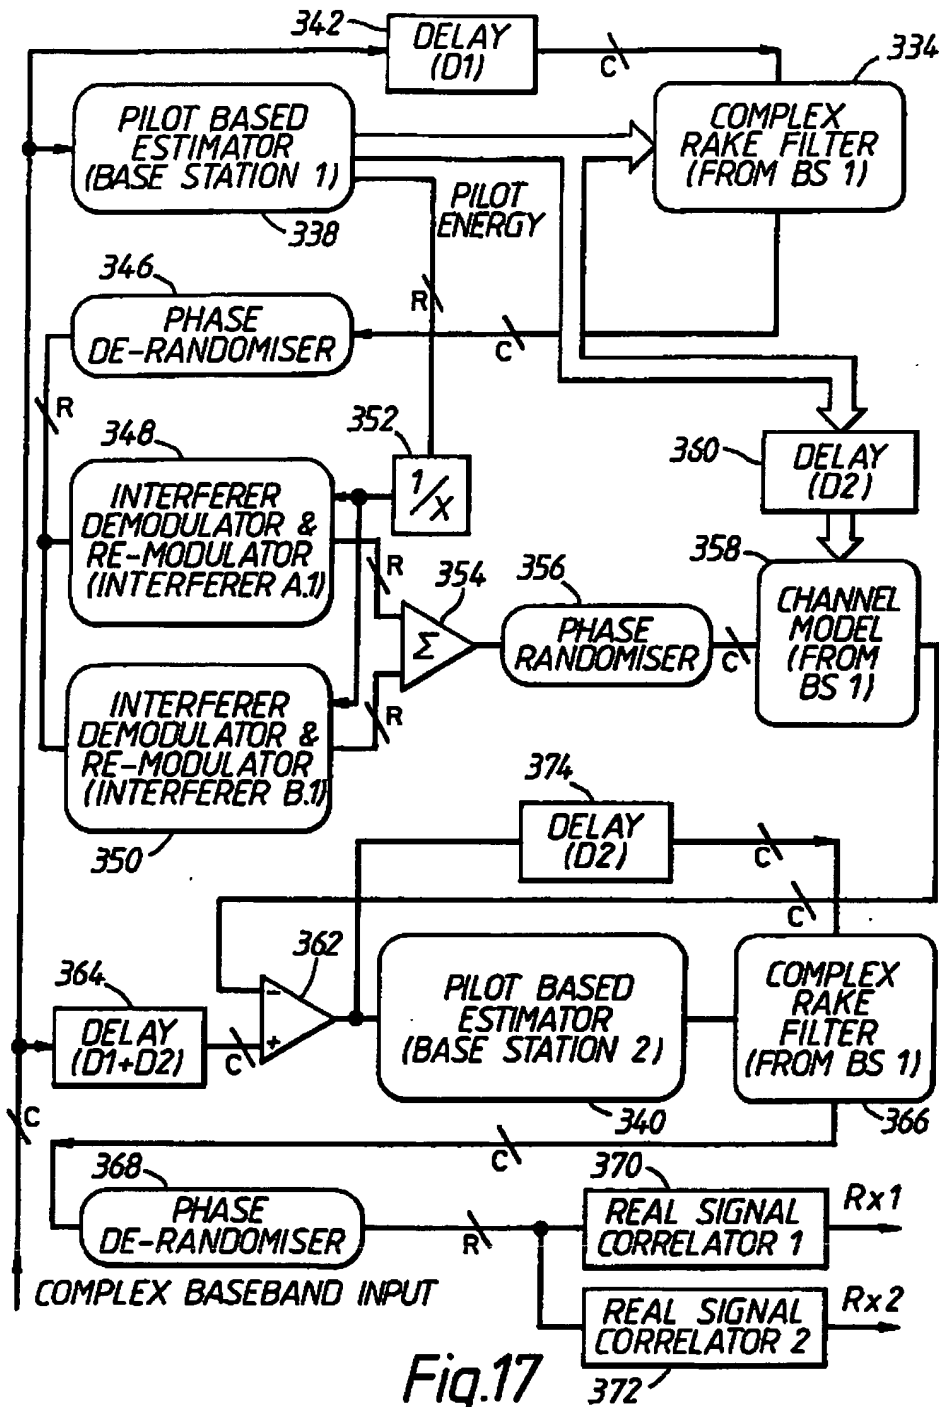 342
DELAY
(D1)
C
334
PILOT BASED
ESTIMATOR
(BASE STATION 1)
COMPLEX
RAKE FILTER
(FROM BS 1)
338
PILOT
ENERGY
346
R
PHASE
DE-RANDOMISER
C
R
348
352
360
DELAY
(D2)
INTERFERER
DEMODULATOR &
RE-MODULATOR
(INTERFERER A.1)
1/X
R
354
356
358
CHANNEL
MODEL
(FROM
BS 1)
Σ
PHASE
RANDOMISER
C
INTERFERER
DEMODULATOR &
RE-MODULATOR
(INTERFERER B.1)
R
350
374
DELAY
(D2)
C
C
362
364
-
+
DELAY
(D1+D2)
C
PILOT BASED
ESTIMATOR
(BASE STATION 2)
COMPLEX
RAKE
FILTER
(FROM BS 1)
C
340
366
C
368
370
PHASE
DE-RANDOMISER
R
REAL SIGNAL
CORRELATOR 1
Rx1
COMPLEX BASEBAND INPUT
REAL SIGNAL
CORRELATOR 2
Rx2
372
Fig.17